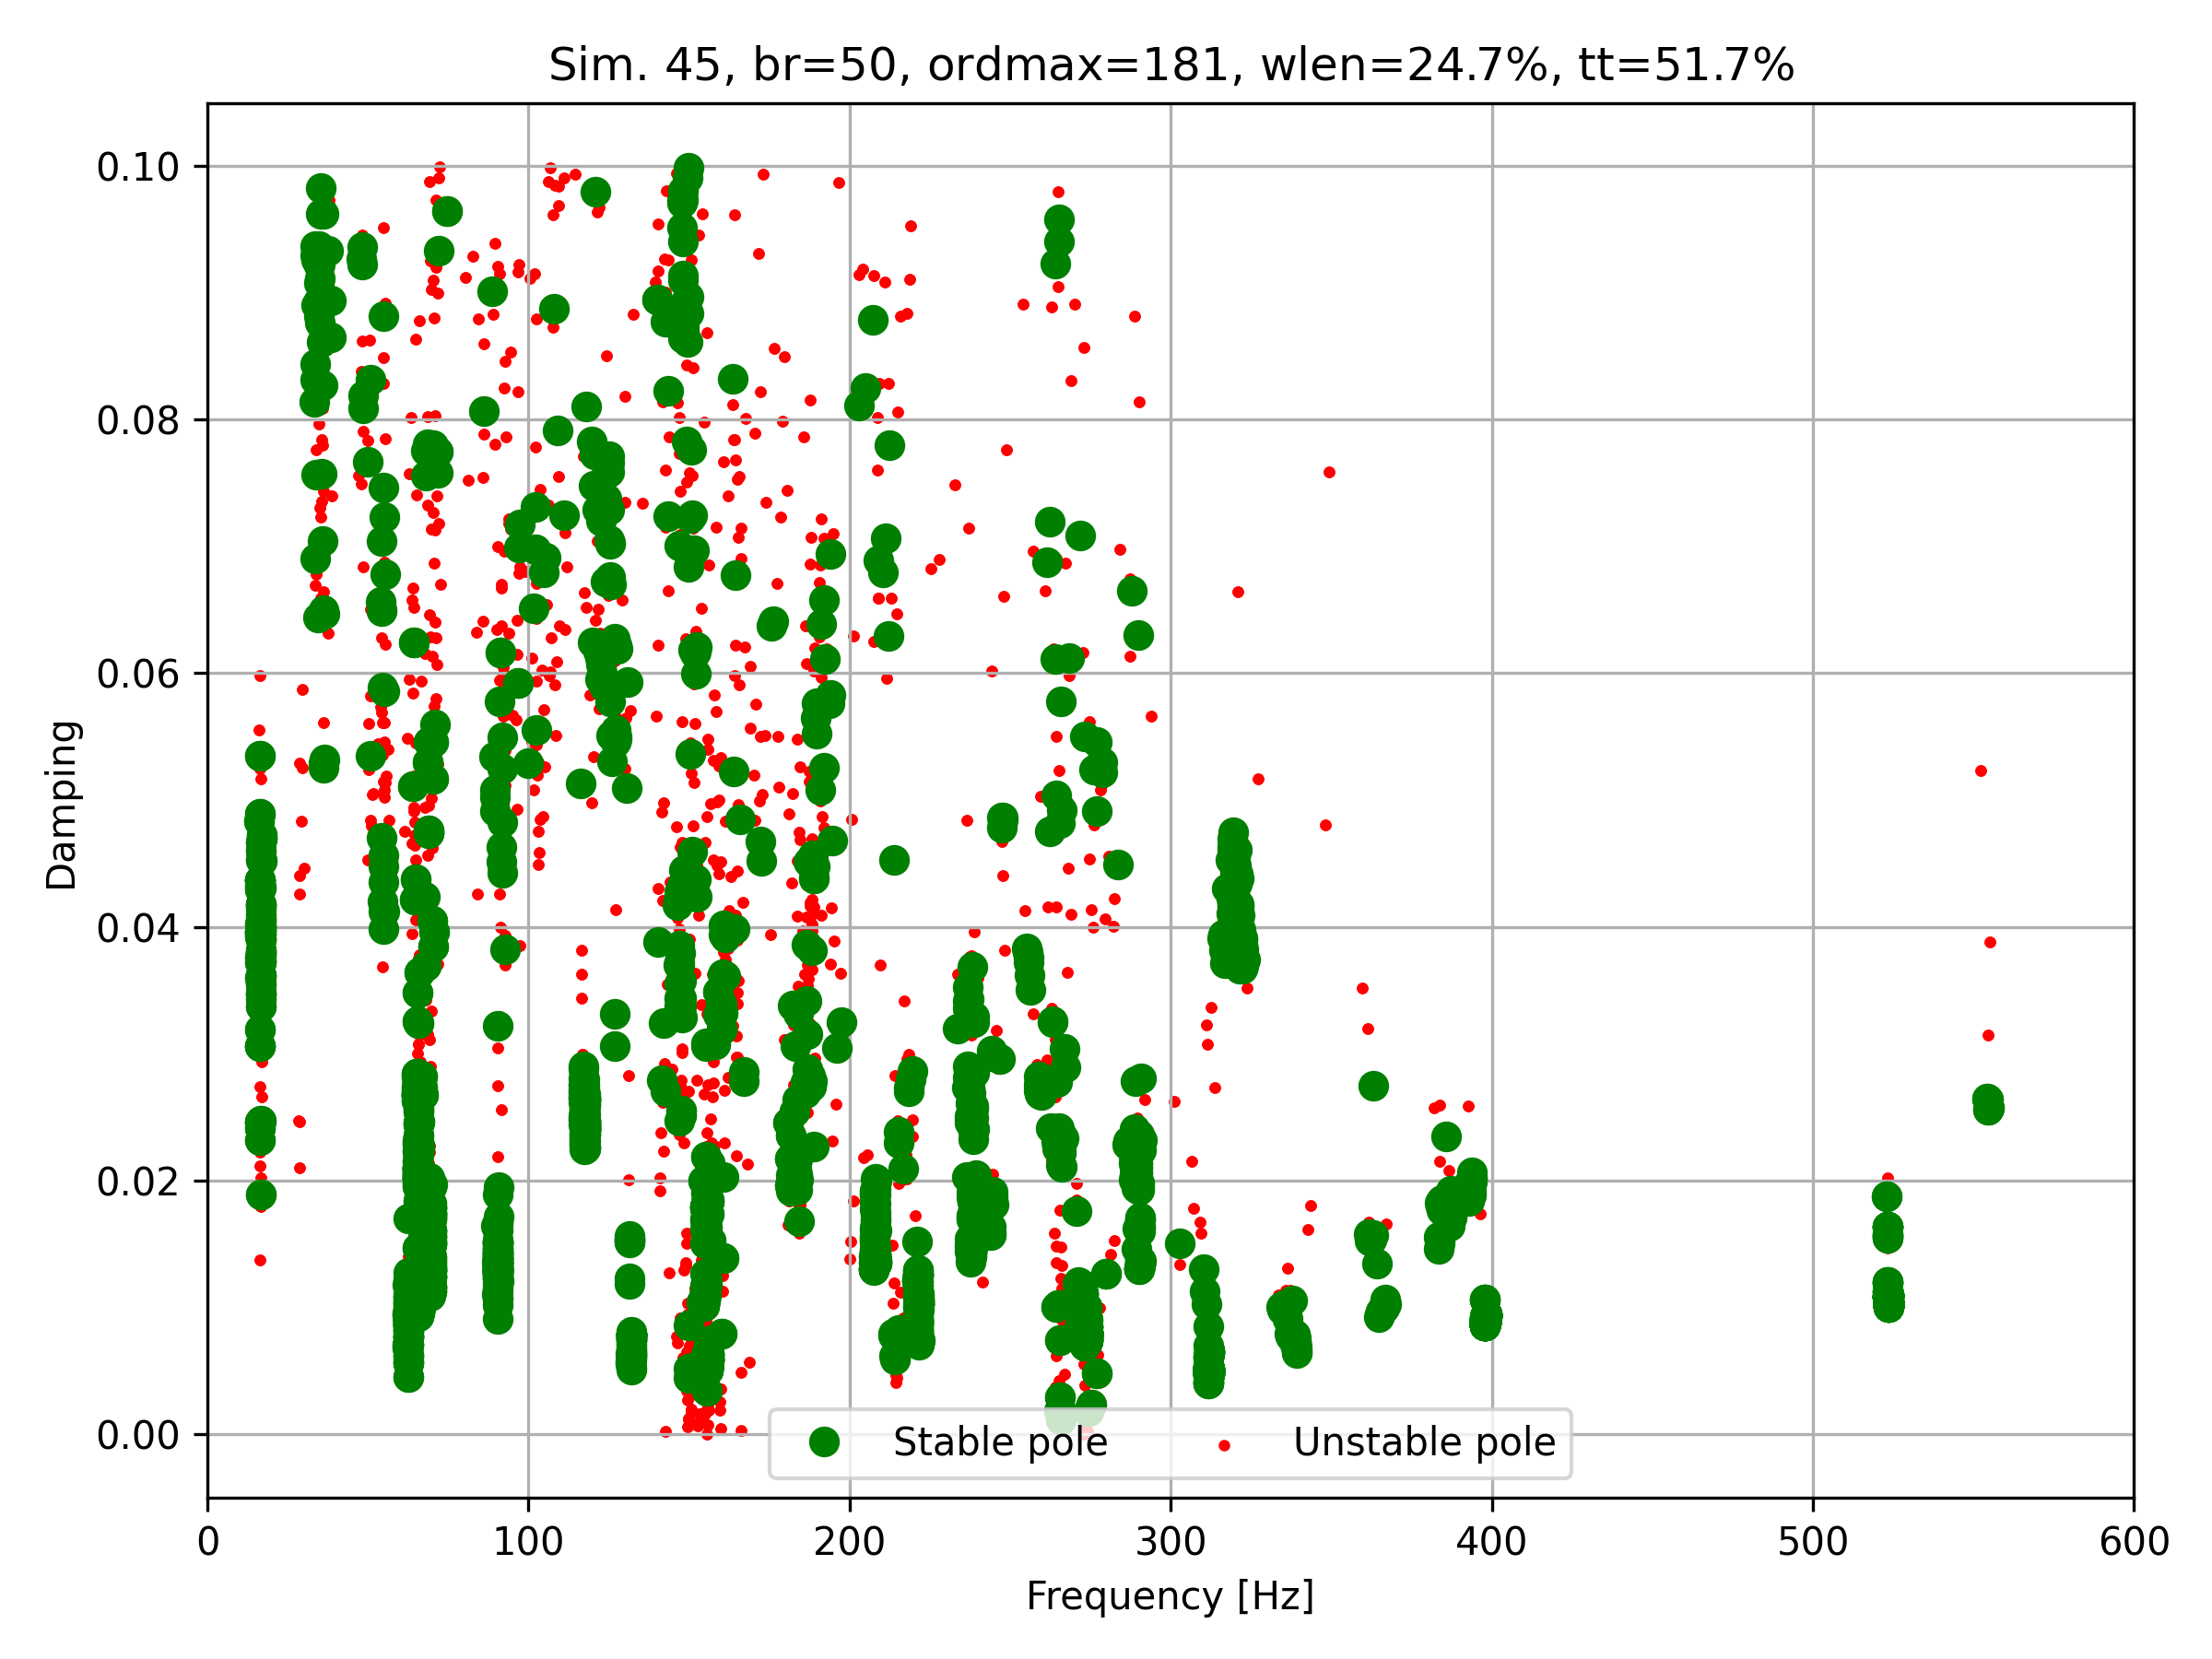 Sim. 45, br=50, ordmax=181, wlen=24.7%, tt=51.7%
0.10
0.08
0.06
0.04
0.02
0.00
Damping
Stable pole Unstable pole
0 100 200 300 400 500 600
Frequency [Hz]